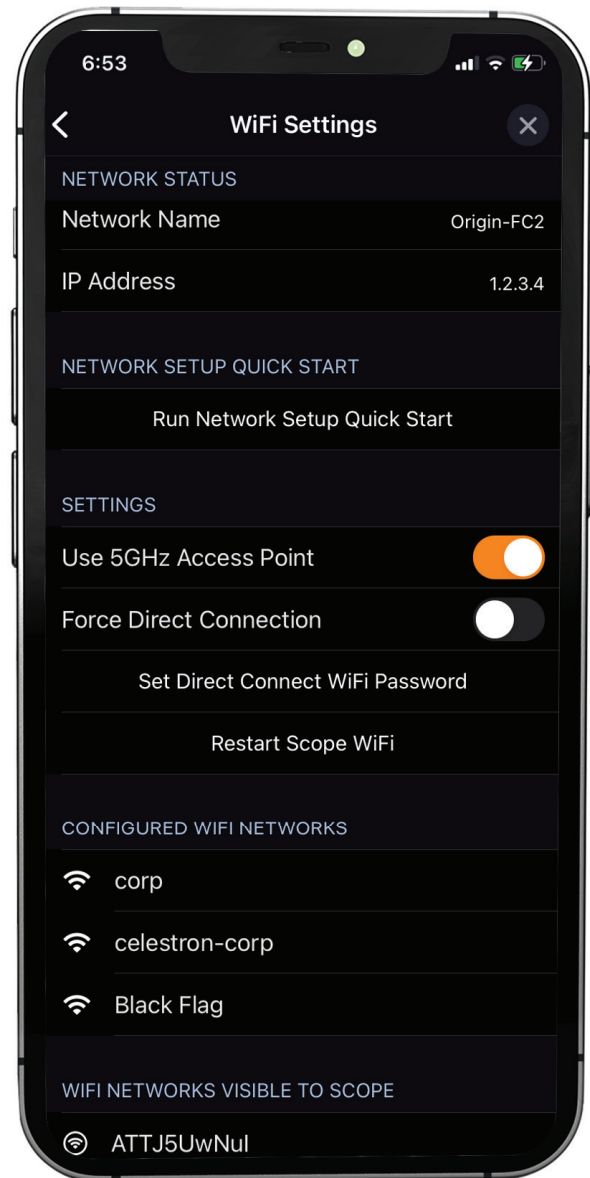 6:53
WiFi Settings
NETWORK STATUS
Network Name Origin-FC2
IP Address 1.2.3.4
NETWORK SETUP QUICK START
Run Network Setup Quick Start
SETTINGS
Use 5GHz Access Point
Force Direct Connection
Set Direct Connect WiFi Password
Restart Scope WiFi
CONFIGURED WIFI NETWORKS
corp
celestron-corp
Black Flag
WIFI NETWORKS VISIBLE TO SCOPE
ATTJ5UwNuI